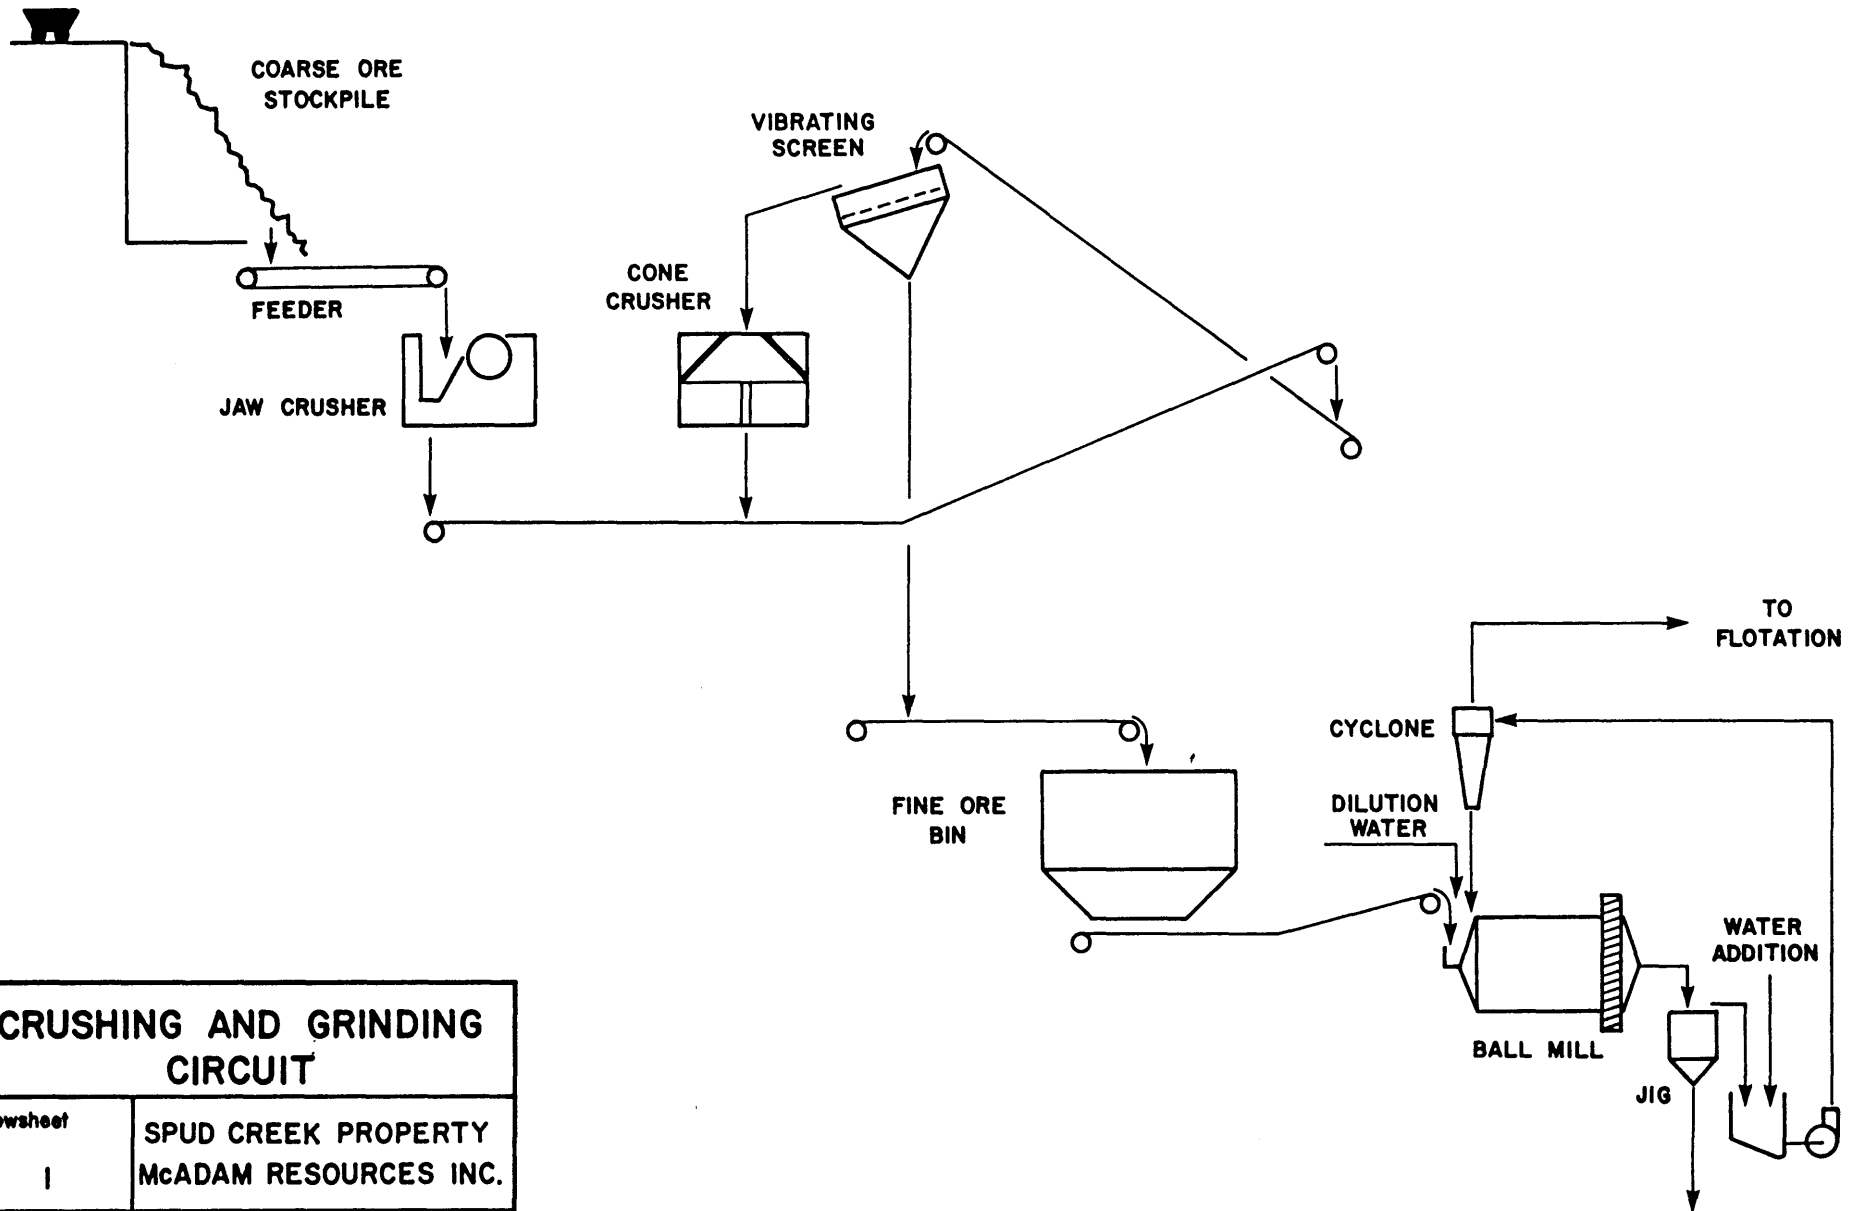 COARSE ORE
STOCKPILE
VIBRATING
SCREEN
FEEDER
CONE
CRUSHER
JAW CRUSHER
TO
FLOTATION
CYCLONE
FINE ORE
BIN
DILUTION
WATER
WATER
ADDITION
BALL MILL
JIG
CRUSHING AND GRINDING
CIRCUIT
1
SPUD CREEK PROPERTY
McADAM RESOURCES INC.